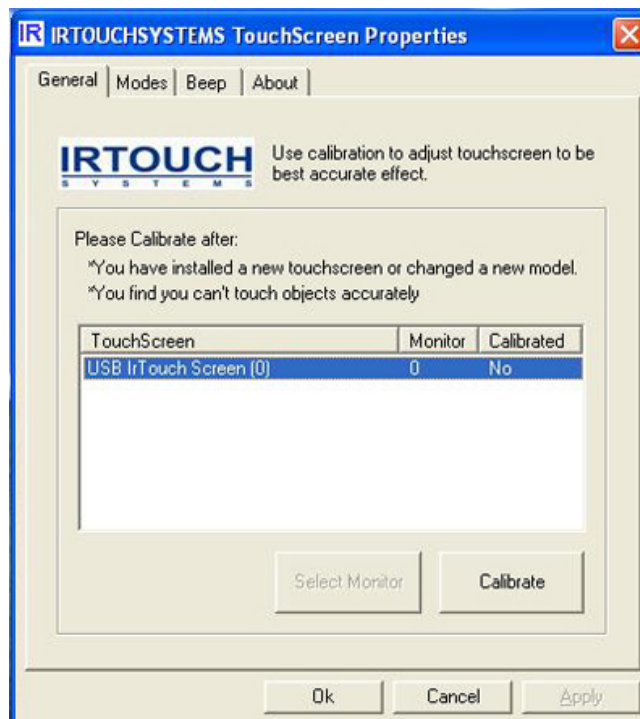 IR IRTOUCHSYSTEMS TouchScreen Properties
General Modes Beep About
IRTOUCH
SYSTEMS
Use calibration to adjust touchscreen to be
best accurate effect.
Please Calibrate after:
*You have installed a new touchscreen or changed a new model.
*You find you can't touch objects accurately
TouchScreen Monitor Calibrated
USB IrTouch Screen (0) 0 No
Select Monitor Calibrate
Ok Cancel Apply